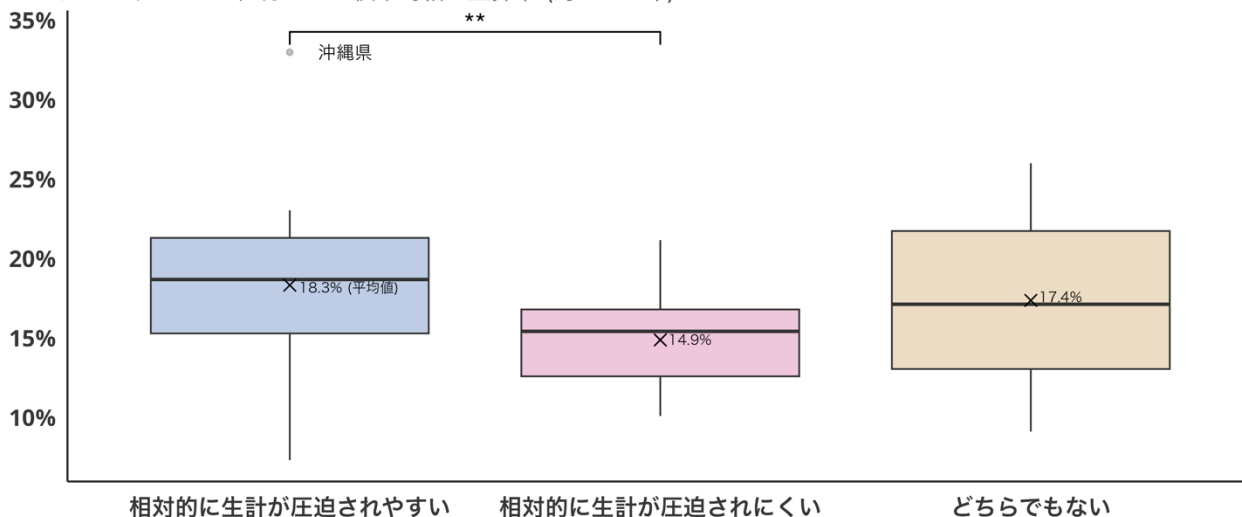 35%
**
沖縄県
30%
25%
20%
18.3% (平均値)
17.4%
15%
14.9%
10%
相対的に生計が圧迫されやすい
相対的に生計が圧迫されにくい
どちらでもない